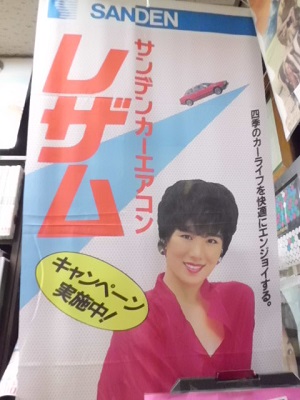 SANDEN
サンデンカーエアコン
レザム
四季のカーライフを快適にエンジョイする。
キャンペーン
実施中!